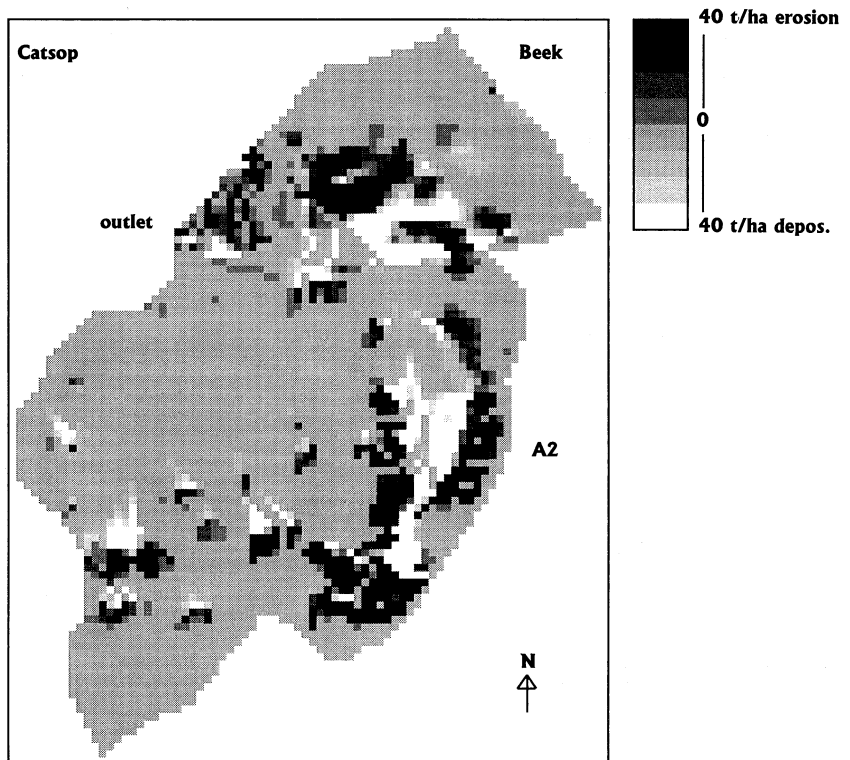 Catsop
Beek
40 t/ha erosion
0
40 t/ha depos.
outlet
A2
N